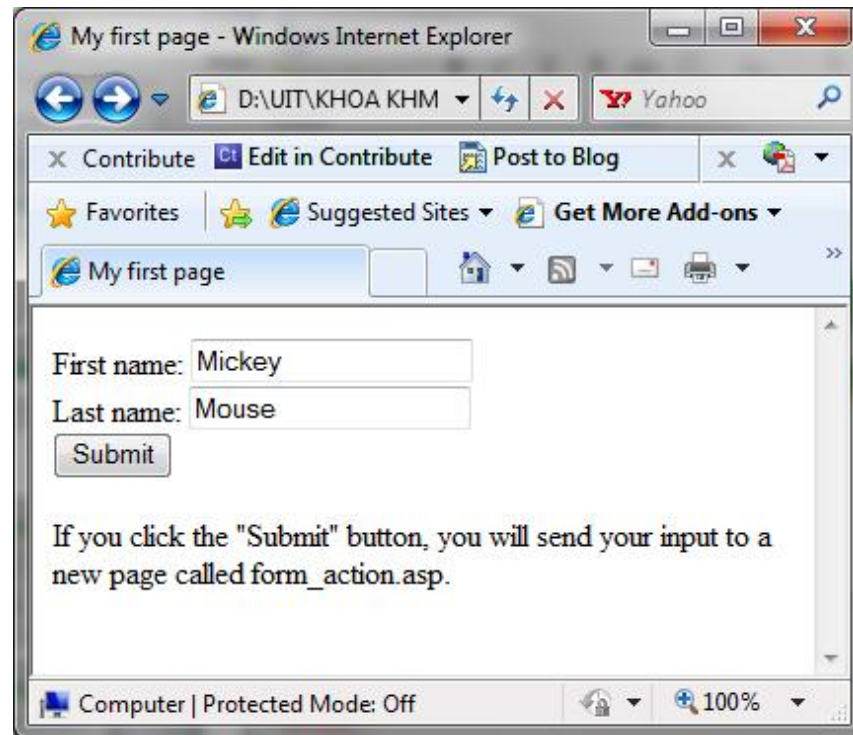 My first page - Windows Internet Explorer
D:\UIT\KHOA KHM
Yahoo
x Contribute Ct Edit in Contribute Post to Blog x
Favorites Suggested Sites Get More Add-ons
My first page »
First name: Mickey
Last name: Mouse
Submit
If you click the "Submit" button, you will send your input to a
new page called form_action.asp.
Computer | Protected Mode: Off 100%